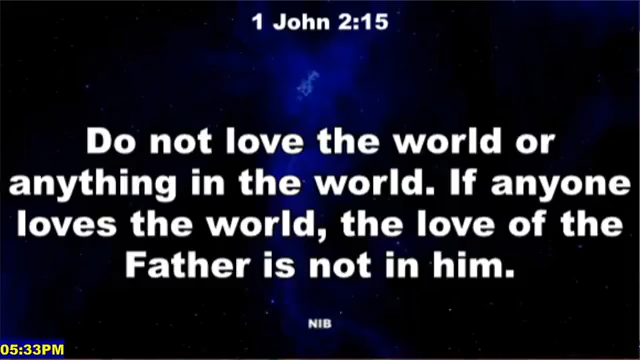 1 John 2:15
Do not love the world or
anything in the world. If anyone
loves the world, the love of the
Father is not in him.
NIB
05:33PM